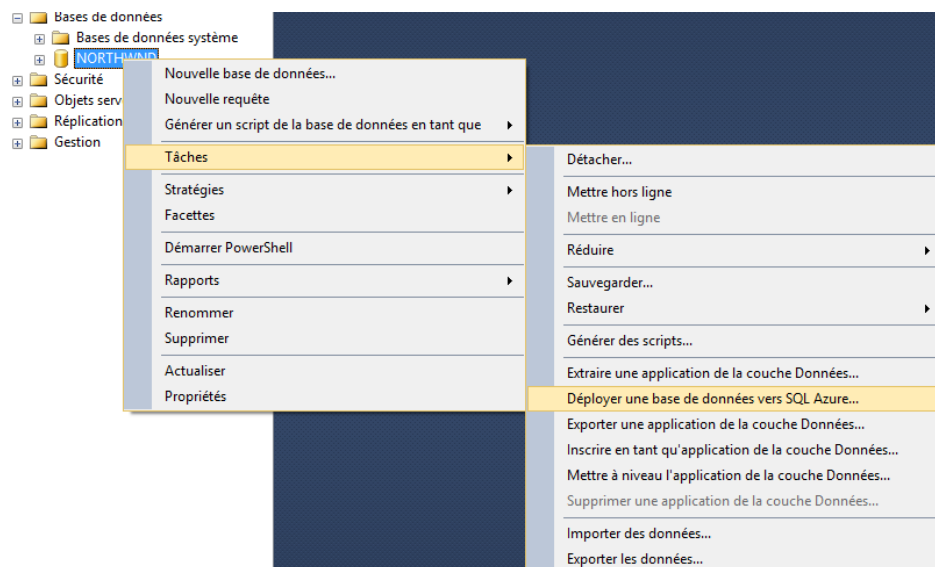 Bases de données
Bases de données système
NORTHWND
Sécurité
Objets serv
Réplication
Gestion
Nouvelle base de données...
Nouvelle requête
Générer un script de la base de données en tant que
Tâches
Stratégies
Facettes
Démarrer PowerShell
Rapports
Renommer
Supprimer
Actualiser
Propriétés
Détacher...
Mettre hors ligne
Mettre en ligne
Réduire
Sauvegarder...
Restaurer
Générer des scripts...
Extraire une application de la couche Données...
Déployer une base de données vers SQL Azure...
Exporter une application de la couche Données...
Inscrire en tant qu'application de la couche Données...
Mettre à niveau l'application de la couche Données...
Supprimer une application de la couche Données...
Importer des données...
Exporter les données...